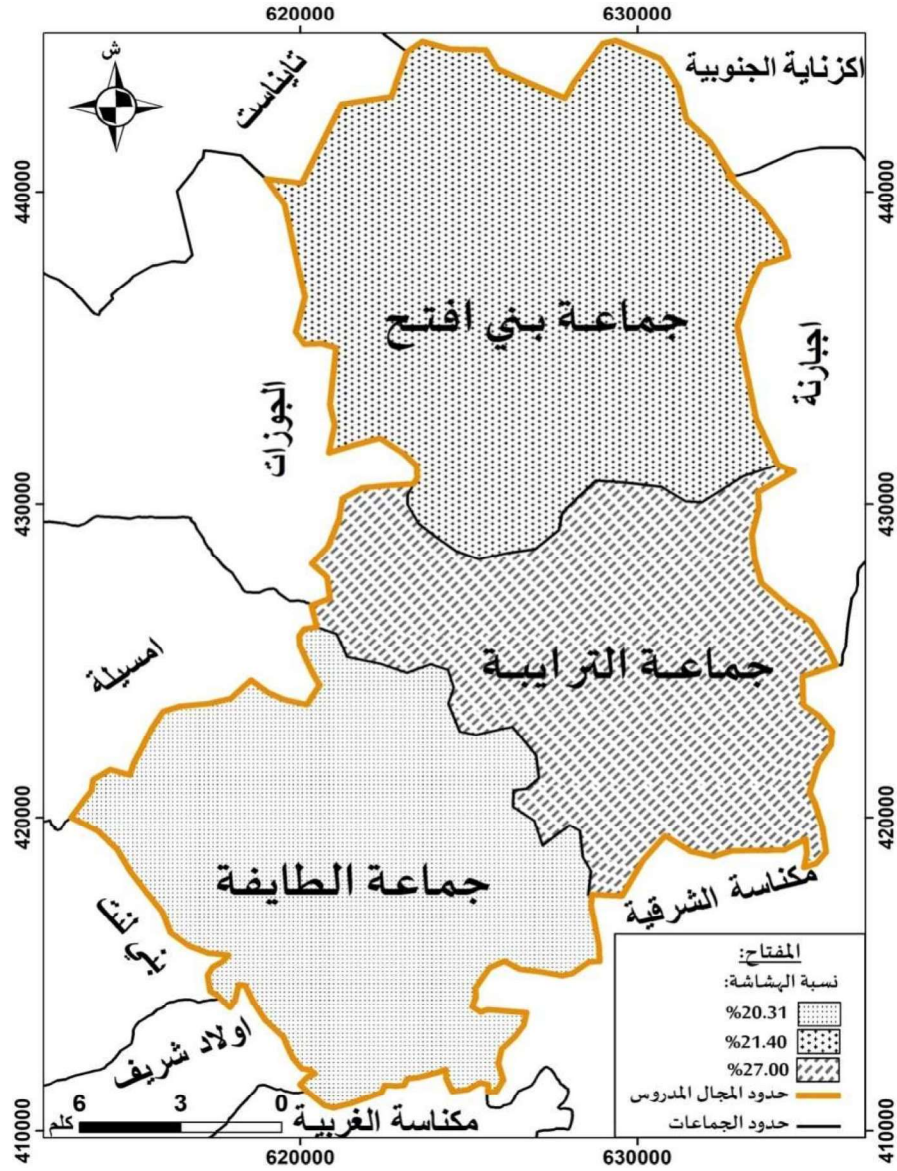 620000
630000
ش
تايناست
اكزناية الجنوبية
440000
440000
جماعة بني افتح
اجبارنة
الجوزات
430000
430000
جماعة الترايبة
امسيلة
420000
420000
جماعة الطايفة
مكناسة الشرقية
بني لنت
اولاد شريف
مكناسة الغربية
المفتاح:
نسبة الهشاشة:
%20.31
%21.40
%27.00
حدود المجال المدروس
حدود الجماعات
0 3 6 كلم
410000
410000
620000
630000